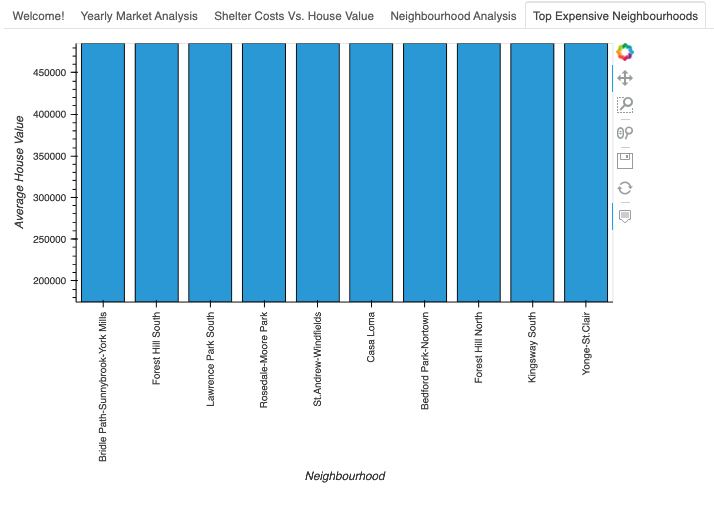 Welcome! Yearly Market Analysis Shelter Costs Vs. House Value Neighbourhood Analysis Top Expensive Neighbourhoods
Average House Value
450000
400000
350000
300000
250000
200000
Bridle Path-Sunnybrook-York Mills
Forest Hill South
Lawrence Park South
Rosedale-Moore Park
St.Andrew-Windfields
Casa Loma
Bedford Park-Nortown
Forest Hill North
Kingsway South
Yonge-St.Clair
Neighbourhood